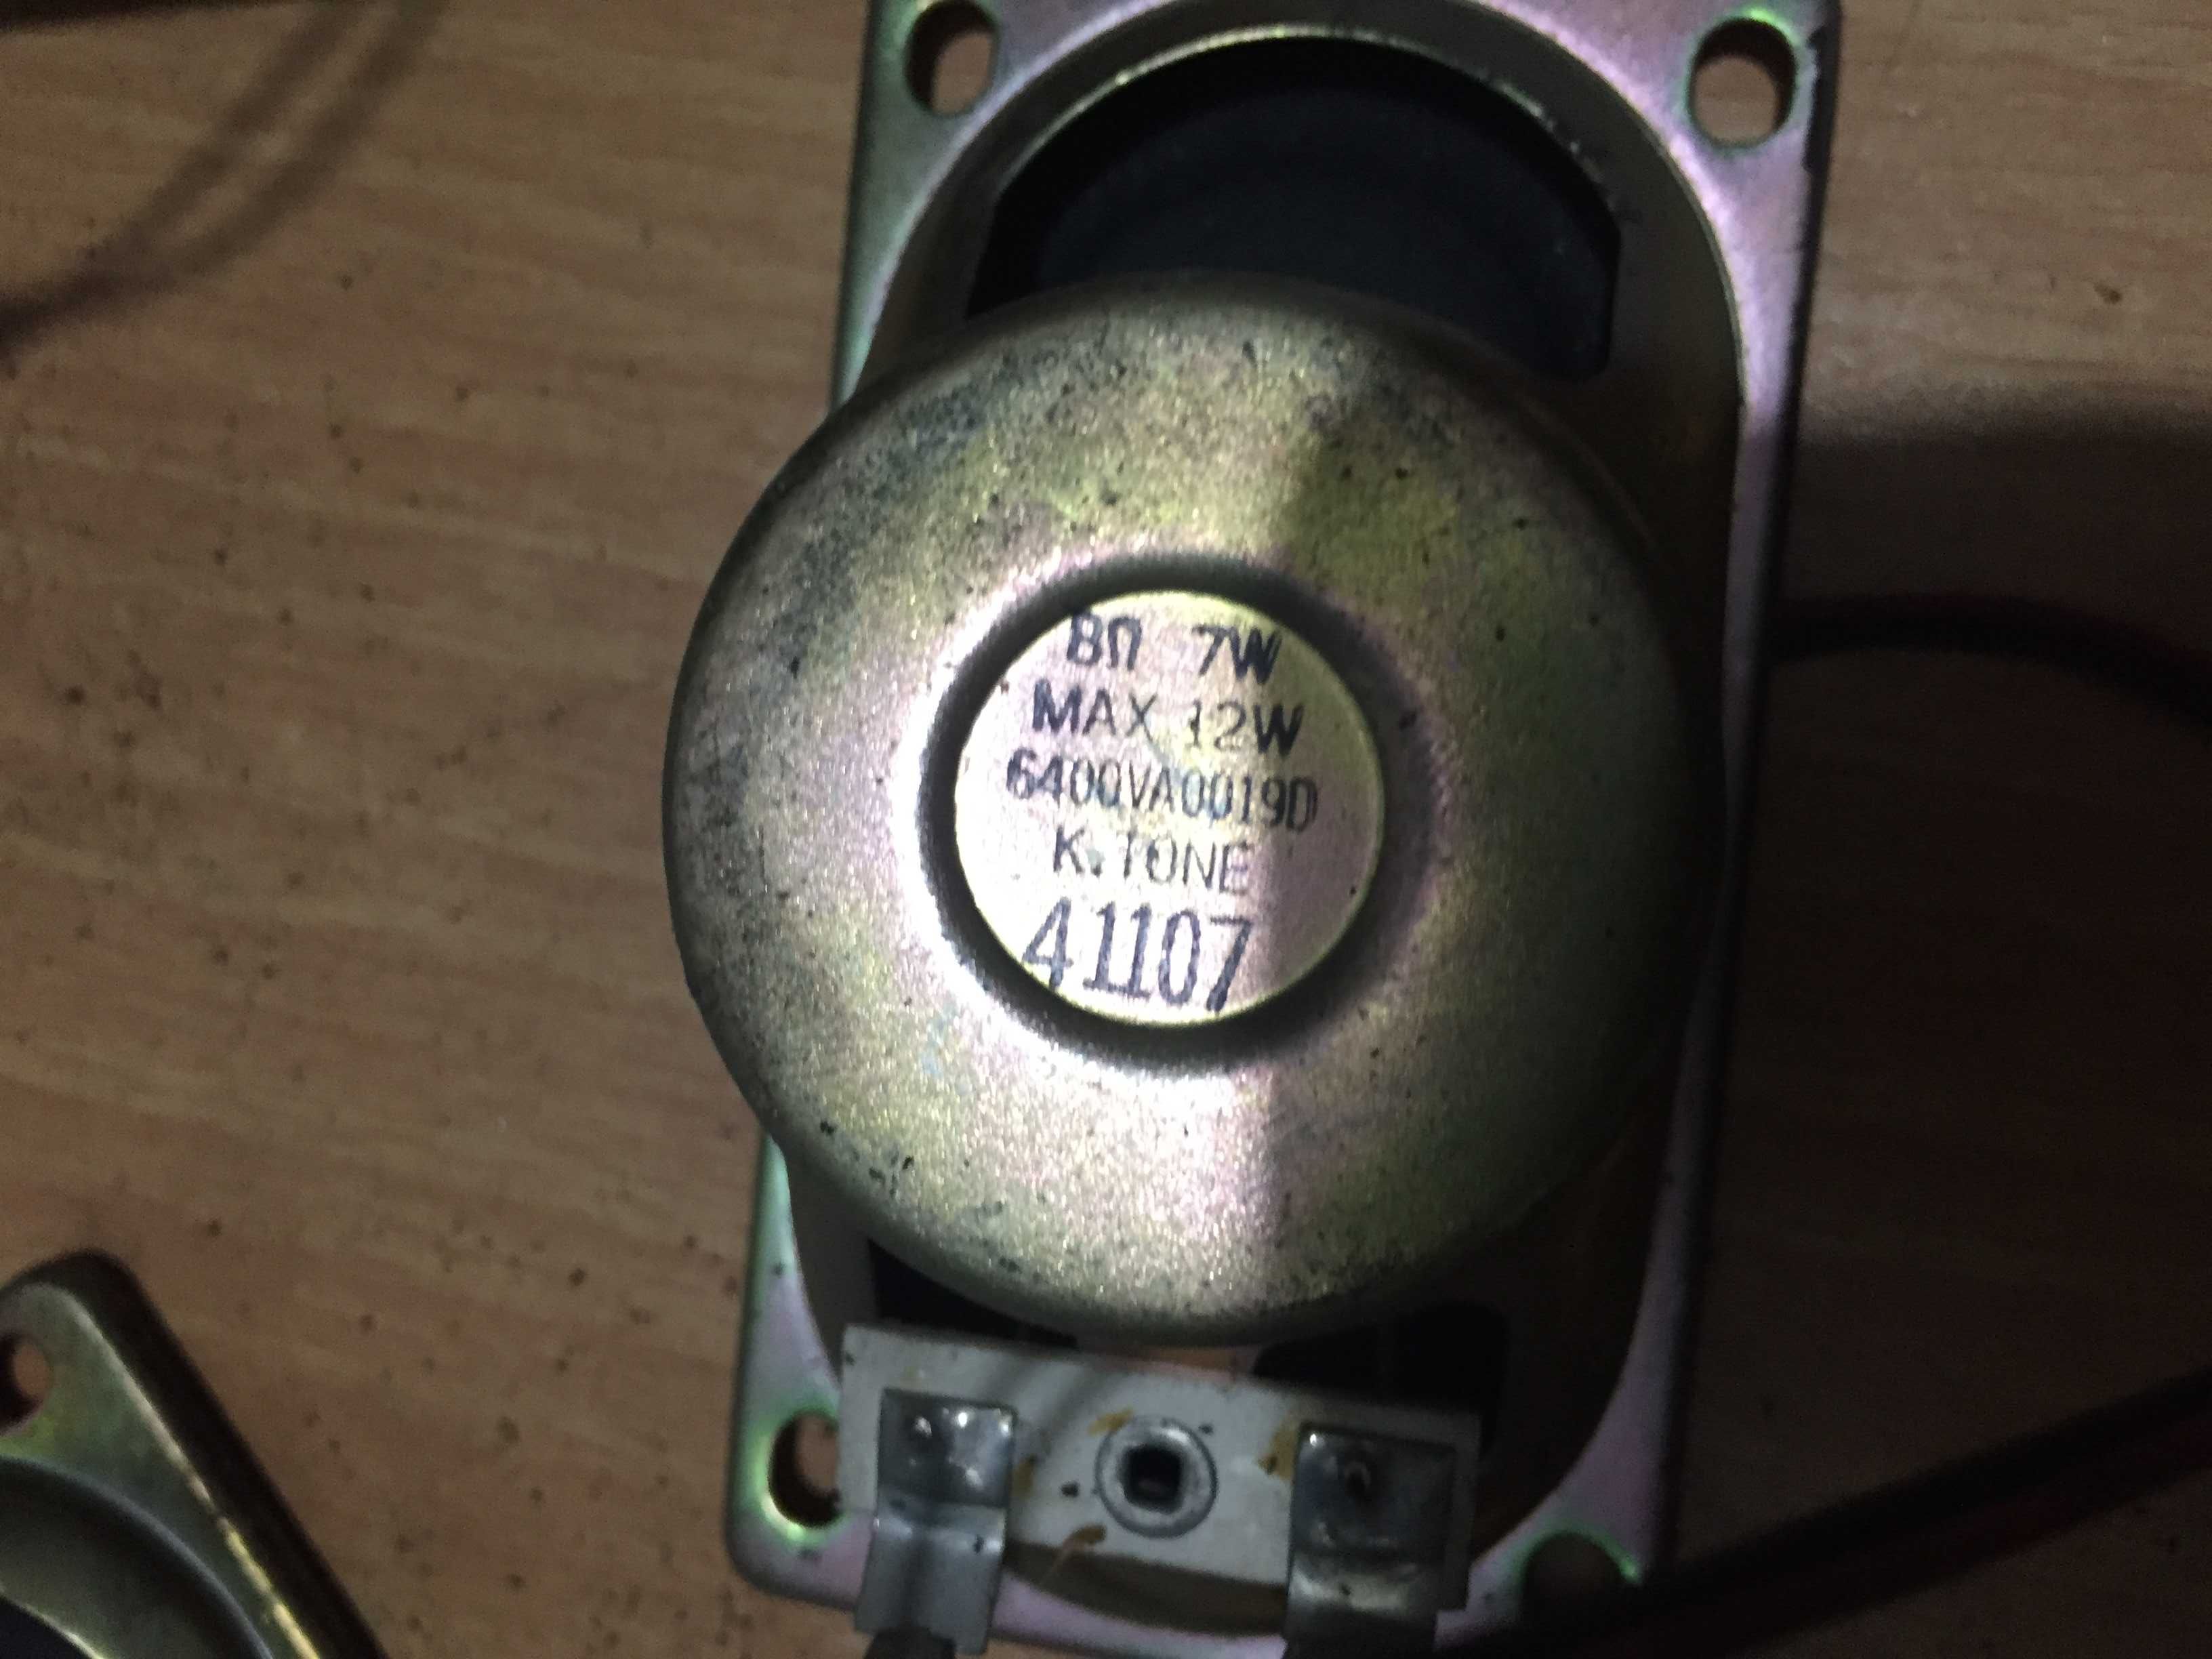 8Ω 7W
MAX 12W
6400VA0019D
K.TONE
41107